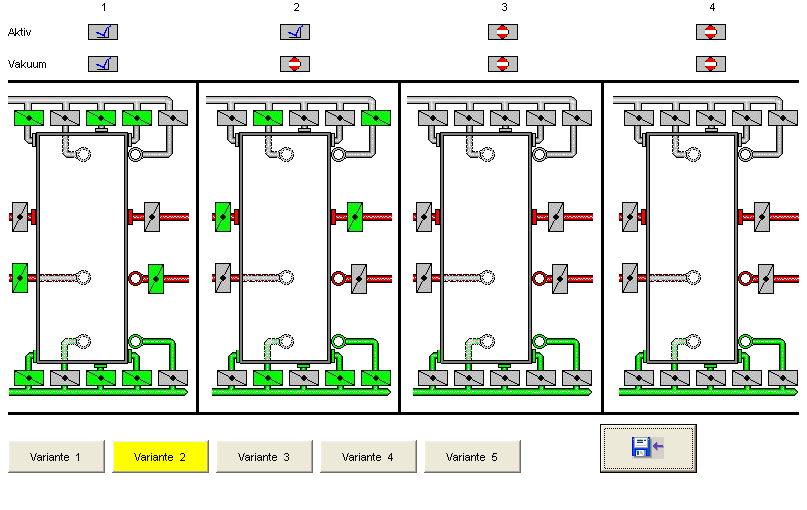 1 2 3 4
Aktiv
Vakuum
Variante 1 Variante 2 Variante 3 Variante 4 Variante 5